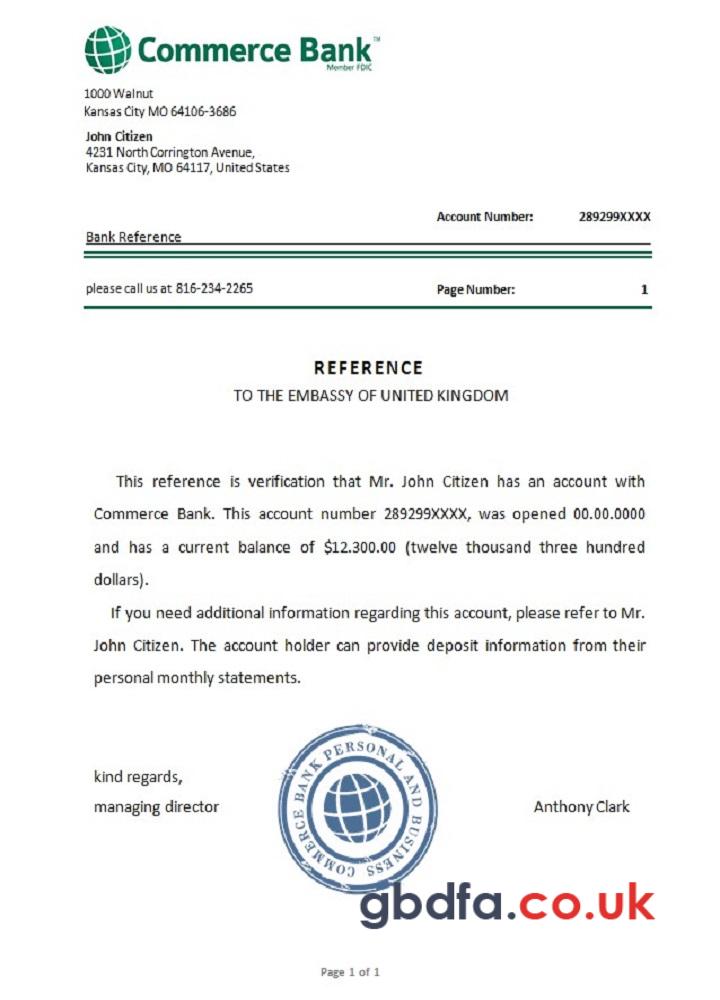 Commerce Bank™
Member FDIC
1000 Walnut
Kansas City MO 64106-3686
John Citizen
4231 North Corrington Avenue,
Kansas City, MO 64117, United States
Account Number: 289299XXXX
Bank Reference
please call us at 816-234-2265
Page Number: 1
REFERENCE
TO THE EMBASSY OF UNITED KINGDOM
This reference is verification that Mr. John Citizen has an account with
Commerce Bank. This account number 289299XXXX, was opened 00.00.0000
and has a current balance of $12.300.00 (twelve thousand three hundred
dollars).
If you need additional information regarding this account, please refer to Mr.
John Citizen. The account holder can provide deposit information from their
personal monthly statements.
kind regards,
managing director
COMMERCE BANK PERSONAL AND BUSINESS
Anthony Clark
gbdfa.co.uk
Page 1 of 1